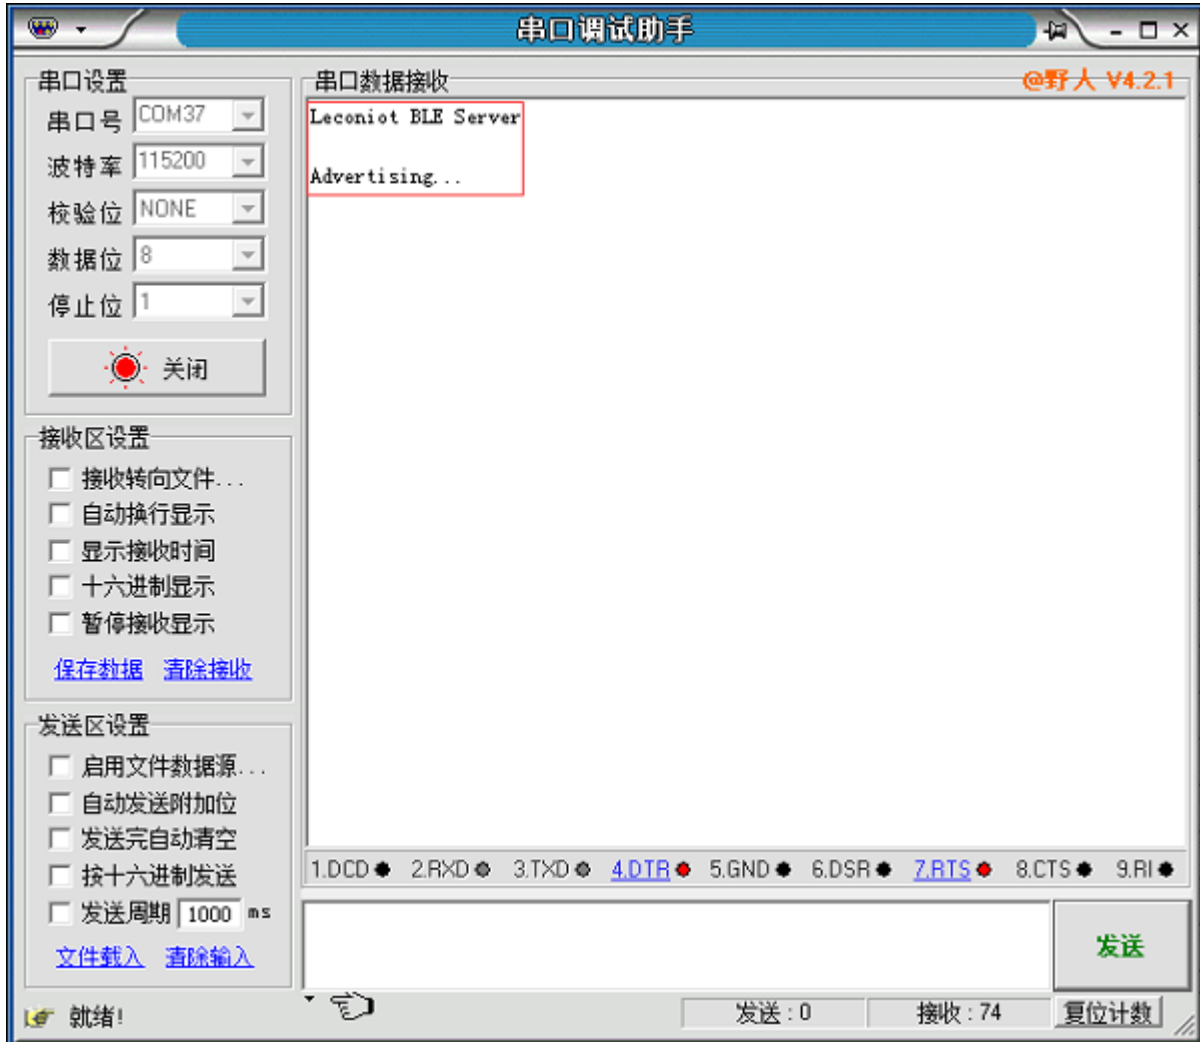 串口调试助手
串口设置
串口号 COM37
波特率 115200
校验位 NONE
数据位 8
停止位 1
关闭
接收区设置
接收转向文件...
自动换行显示
显示接收时间
十六进制显示
暂停接收显示
保存数据 清除接收
发送区设置
启用文件数据源...
自动发送附加位
发送完自动清空
按十六进制发送
发送周期 1000 ms
文件载入 清除输入
串口数据接收
@野人 V4.2.1
Leconiot BLE Server
Advertising...
1.DCD 2.RXD 3.TXD 4.DTR 5.GND 6.DSR 7.RTS 8.CTS 9.RI
发送
就绪!
发送：0
接收：74
复位计数